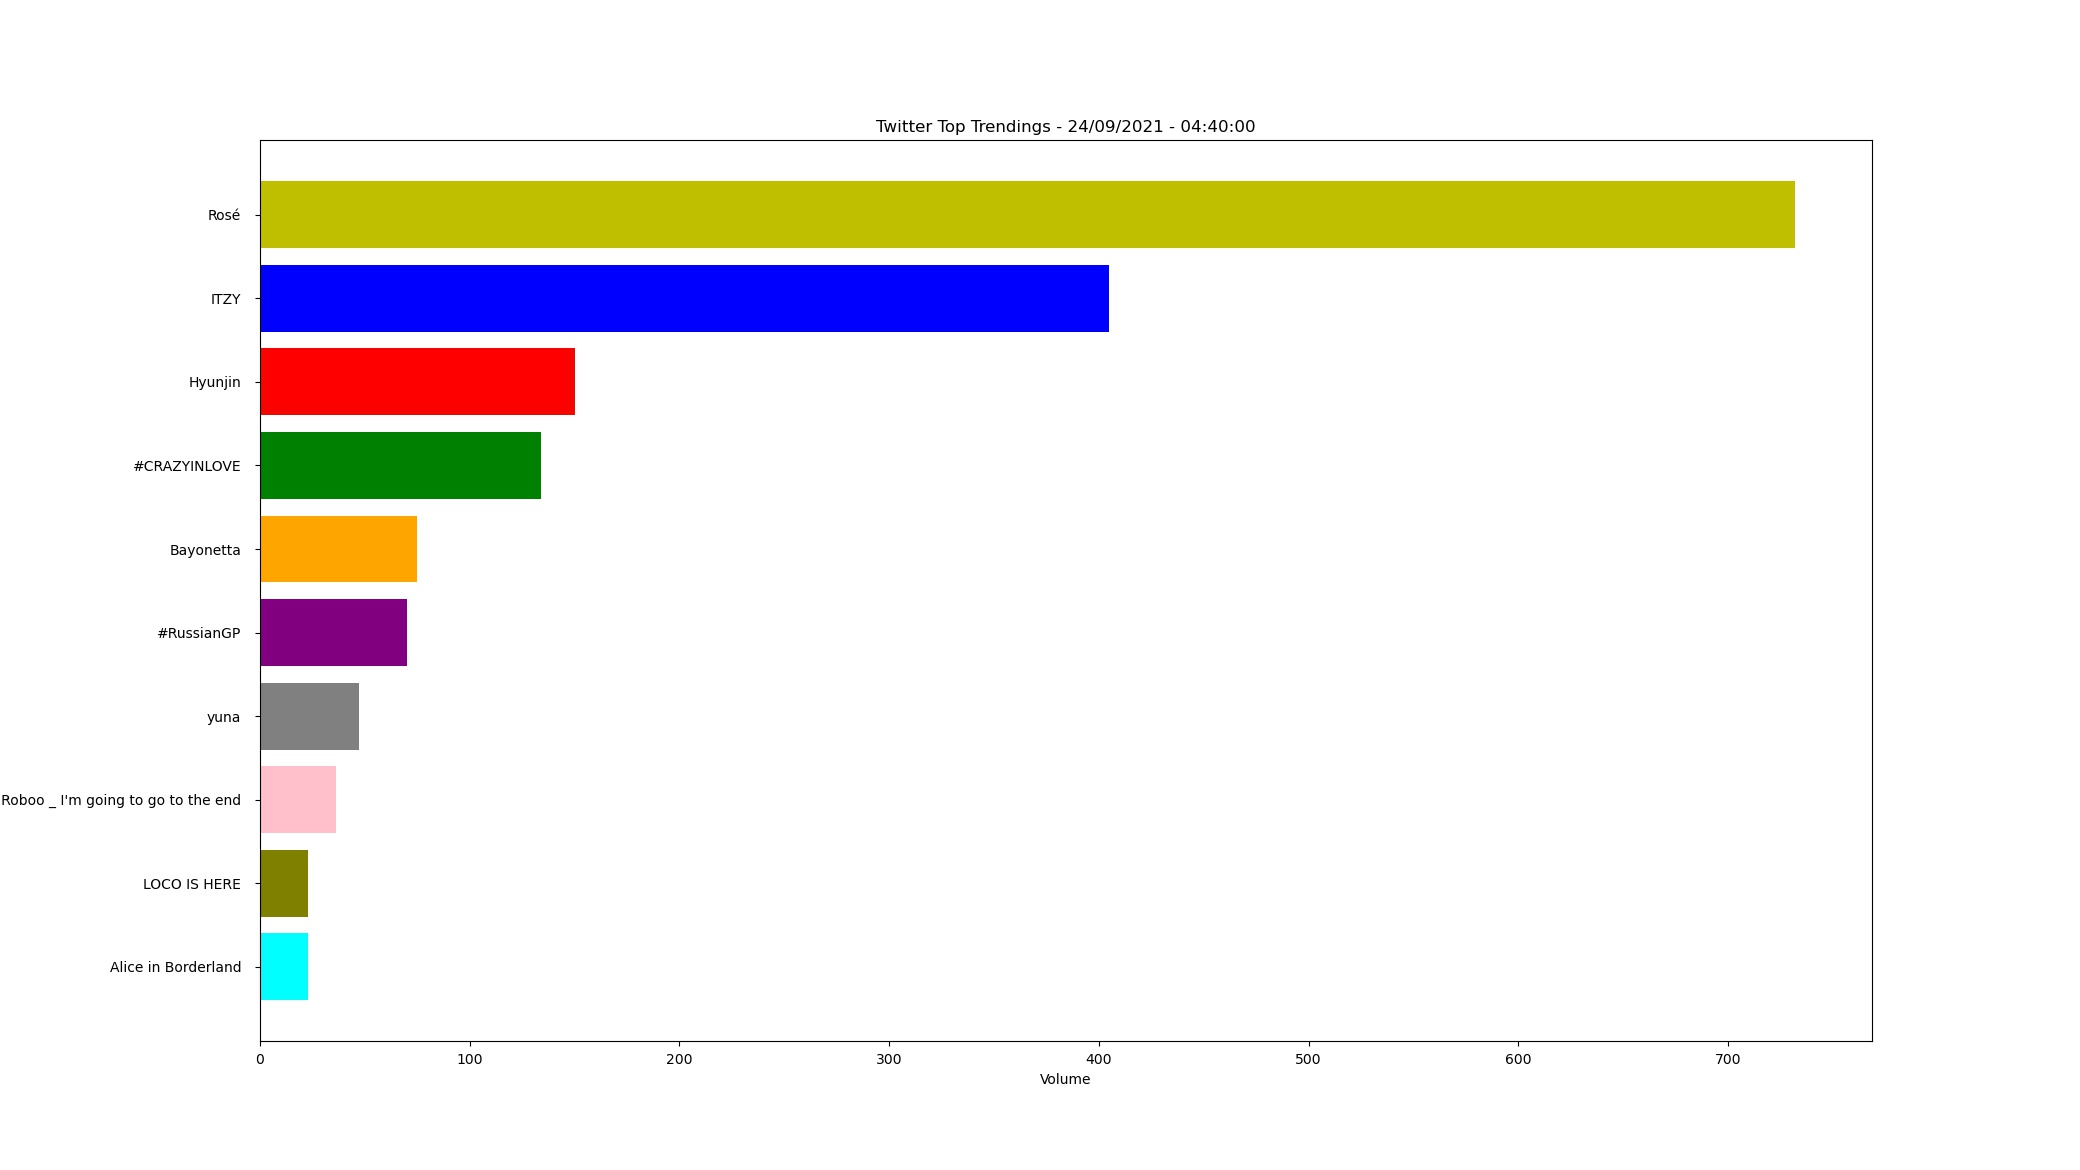 Twitter Top Trendings - 24/09/2021 - 04:40:00
Rosé
ITZY
Hyunjin
#CRAZYINLOVE
Bayonetta
#RussianGP
yuna
Roboo _ I'm going to go to the end
LOCO IS HERE
Alice in Borderland
0 100 200 300 400 500 600 700
Volume